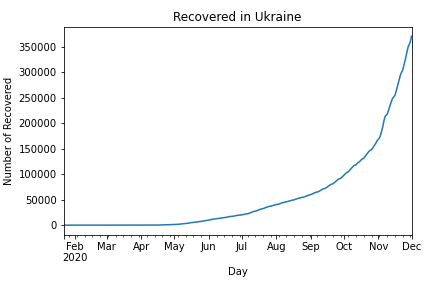 Recovered in Ukraine
Number of Recovered
350000
300000
250000
200000
150000
100000
50000
0
Feb Mar Apr May Jun Jul Aug Sep Oct Nov Dec
2020
Day